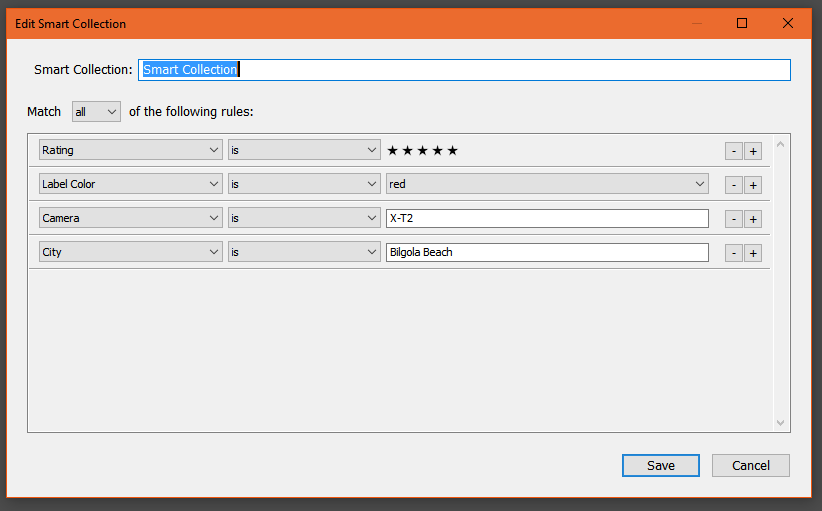 Edit Smart Collection
Smart Collection: Smart Collection
Match all of the following rules:
Rating is ★★★★★ - +
Label Color is red - +
Camera is X-T2 - +
City is Bilgola Beach - +
Save Cancel